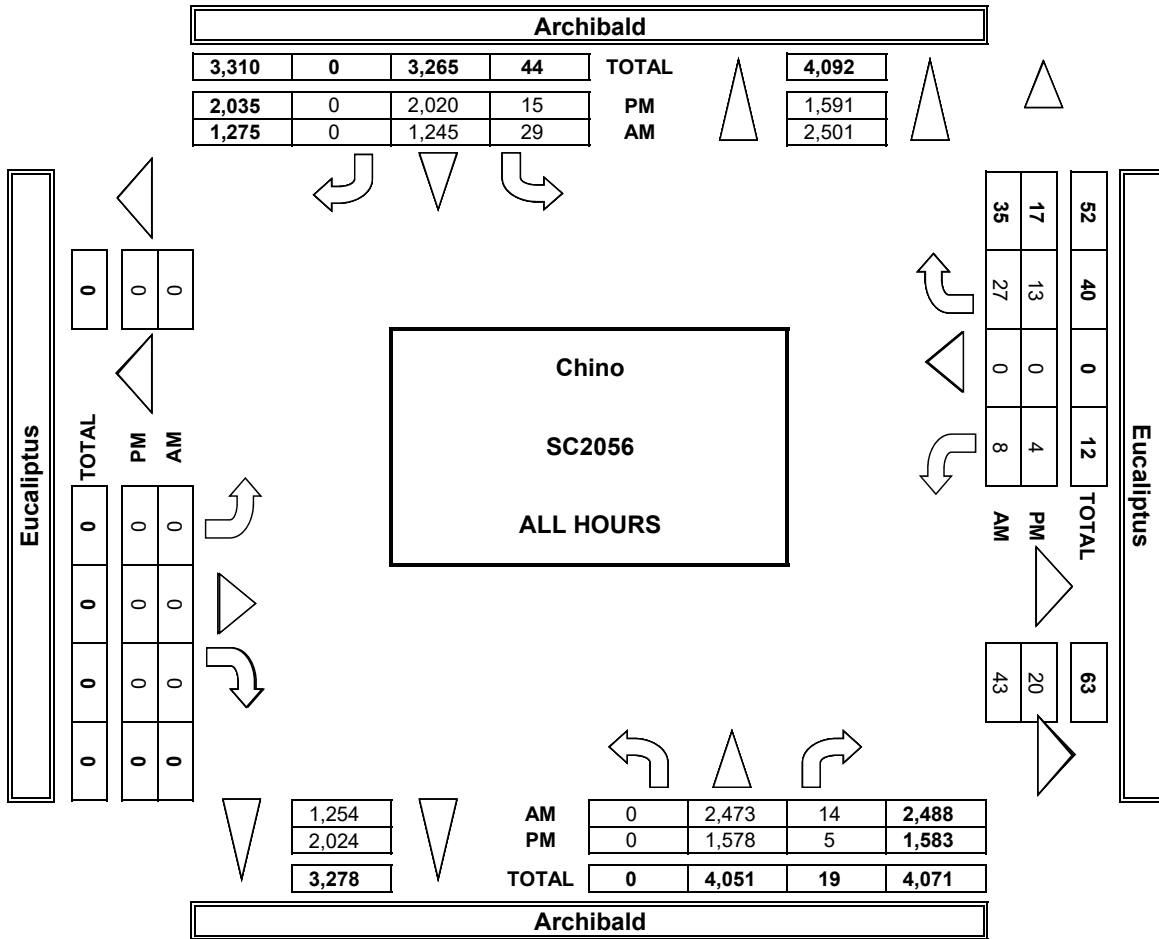 Archibald
3,310 0 3,265 44 TOTAL 4,092
2,035 0 2,020 15 PM 1,591
1,275 0 1,245 29 AM 2,501
Eucaliptus
0 0 0
TOTAL PM AM
0 0 0
0 0 0
0 0 0
0 0 0
Chino
SC2056
ALL HOURS
35 17 52
27 13 40
0 0 0
8 4 12
AM PM TOTAL
43 20 63
Eucaliptus
1,254 AM 0 2,473 14 2,488
2,024 PM 0 1,578 5 1,583
3,278 TOTAL 0 4,051 19 4,071
Archibald